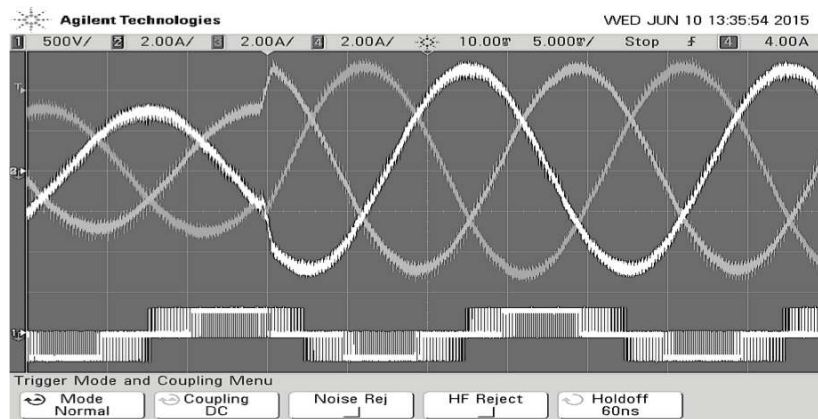 Agilent Technologies WED JUN 10 13:35:54 2015
1 500V/ 2 2.00A/ 3 2.00A/ 4 2.00A/ 10.00ms 5.000ms/ Stop 4 4.00A
Trigger Mode and Coupling Menu
Mode Coupling Noise Rej HF Reject Holdoff
Normal DC 60ns